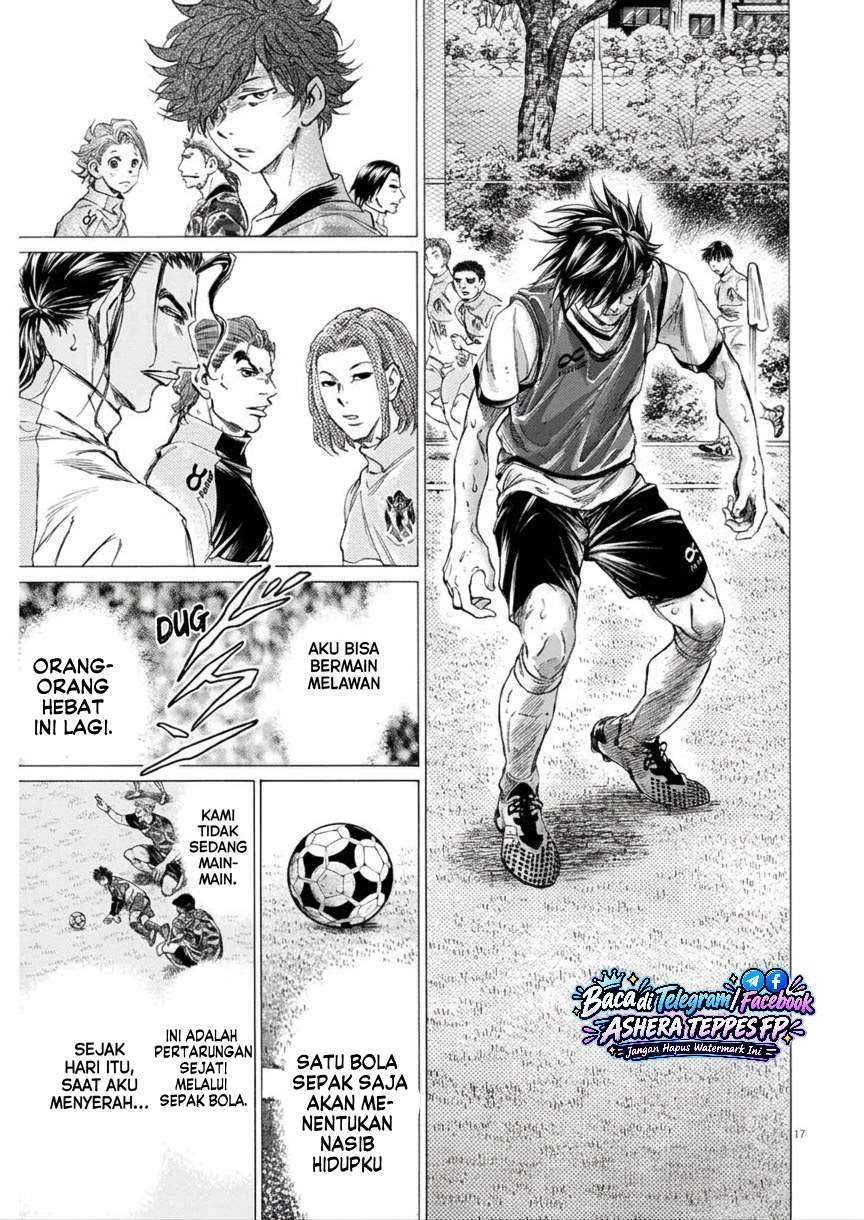 DUG
AKU BISA
BERMAIN
MELAWAN
ORANG-
ORANG
HEBAT
INI LAGI.
SATU BOLA
SEPAK SAJA
AKAN ME-
NENTUKAN
NASIB
HIDUPKU
KAMI
TIDAK
SEDANG
MAIN-
MAIN.
INI ADALAH
PERTARUNGAN
SEJATI
MELALUI
SEPAK BOLA.
SEJAK
HARI ITU,
SAAT AKU
MENYERAH...
Baca di Telegram/Facebook
ASHERA TEPPES FP
Jangan Hapus Watermark Ini
17